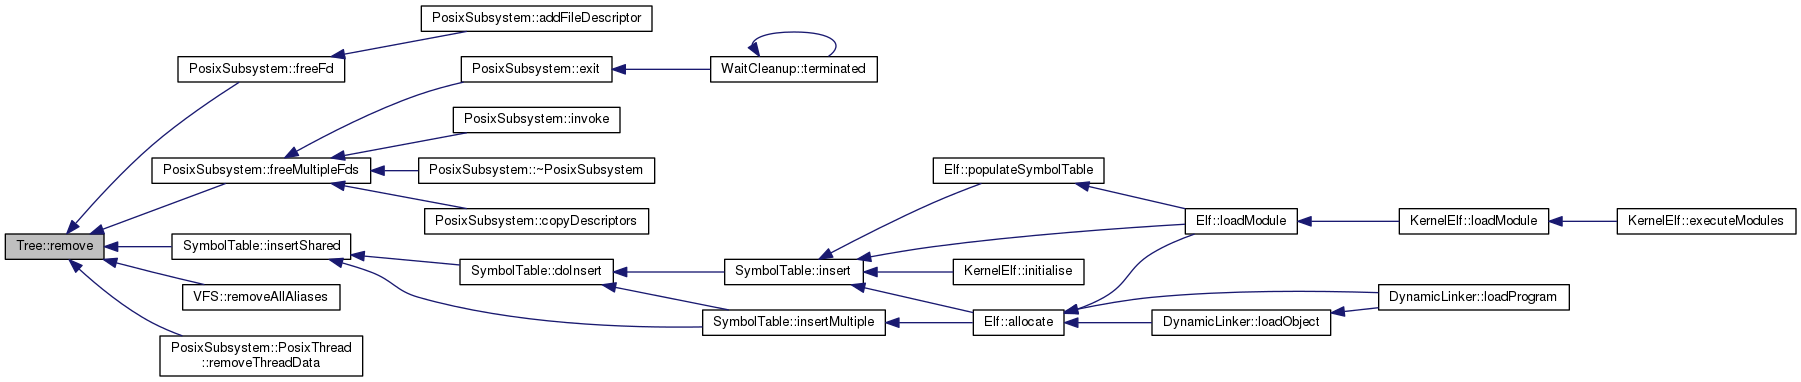 PosixSubsystem::addFileDescriptor
PosixSubsystem::freeFd
PosixSubsystem::exit
WaitCleanup::terminated
PosixSubsystem::invoke
PosixSubsystem::freeMultipleFds
PosixSubsystem::~PosixSubsystem
Elf::populateSymbolTable
PosixSubsystem::copyDescriptors
Elf::loadModule
KernelElf::loadModule
KernelElf::executeModules
Tree::remove
SymbolTable::insertShared
SymbolTable::doInsert
SymbolTable::insert
KernelElf::initialise
VFS::removeAllAliases
DynamicLinker::loadProgram
SymbolTable::insertMultiple
Elf::allocate
DynamicLinker::loadObject
PosixSubsystem::PosixThread
::removeThreadData